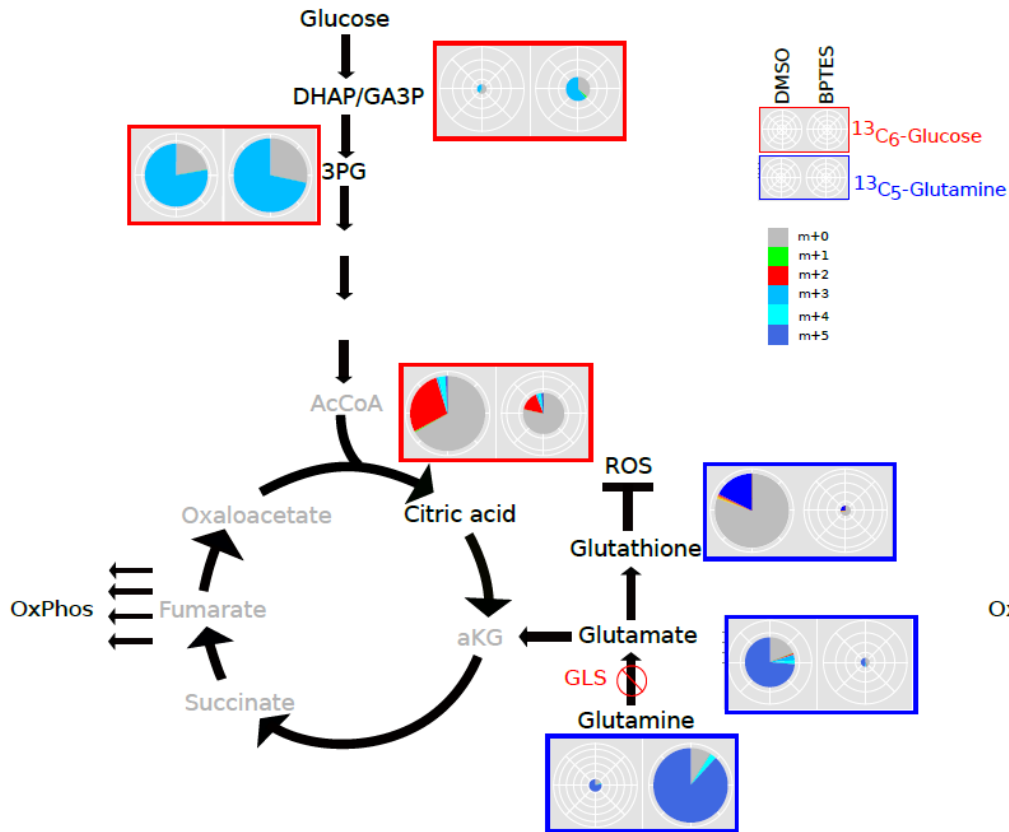 Glucose
DHAP/GA3P
3PG
AcCoA
Oxaloacetate
Citric acid
OxPhos
Fumarate
aKG
Succinate
ROS
Glutathione
Glutamate
GLS
Glutamine
DMSO
BPTES
13C6-Glucose
13C5-Glutamine
m+0
m+1
m+2
m+3
m+4
m+5
Ox